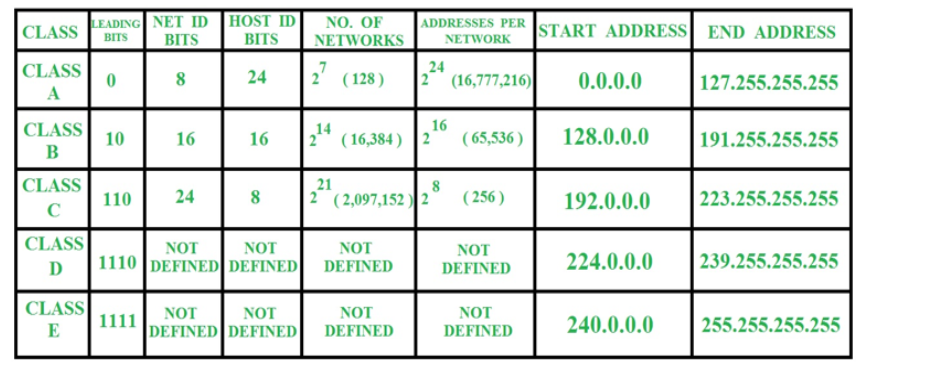 CLASS LEADING BITS NET ID BITS HOST ID BITS NO. OF NETWORKS ADDRESSES PER NETWORK START ADDRESS END ADDRESS
CLASS A 0 8 24 2^7 ( 128 ) 2^24 (16,777,216) 0.0.0.0 127.255.255.255
CLASS B 10 16 16 2^14 ( 16,384 ) 2^16 ( 65,536 ) 128.0.0.0 191.255.255.255
CLASS C 110 24 8 2^21 ( 2,097,152 ) 2^8 ( 256 ) 192.0.0.0 223.255.255.255
CLASS D 1110 NOT DEFINED NOT DEFINED NOT DEFINED NOT DEFINED 224.0.0.0 239.255.255.255
CLASS E 1111 NOT DEFINED NOT DEFINED NOT DEFINED NOT DEFINED 240.0.0.0 255.255.255.255